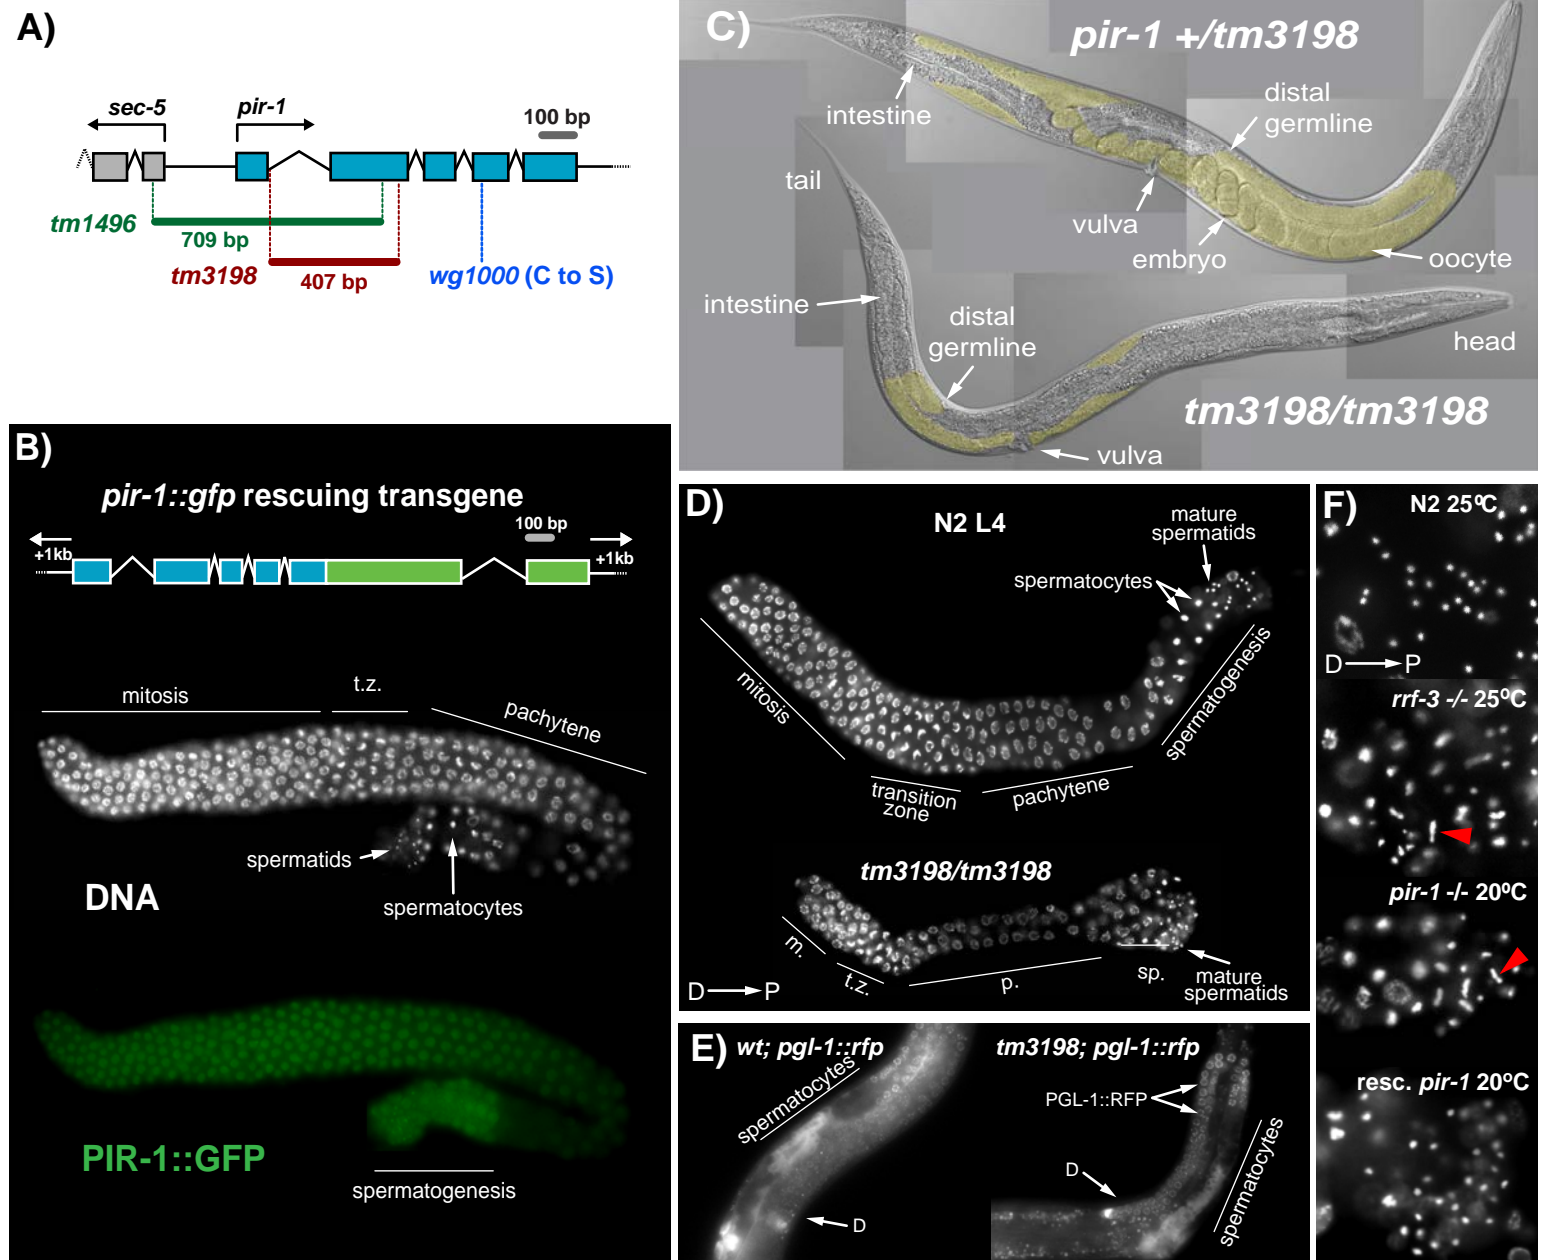 A)
sec-5
pir-1
100 bp
tm1496
709 bp
tm3198
407 bp
wg1000 (C to S)
B)
pir-1::gfp rescuing transgene
100 bp
+1kb
+1kb
mitosis
t.z.
pachytene
spermatids
spermatocytes
DNA
PIR-1::GFP
spermatogenesis
C)
pir-1 +/tm3198
intestine
distal
germline
tail
vulva
embryo
oocyte
intestine
distal
germline
head
tm3198/tm3198
vulva
D)
N2 L4
mature
spermatids
spermatocytes
mitosis
spermatogenesis
transition
zone
pachytene
tm3198/tm3198
m.
t.z.
p.
sp.
mature
spermatids
D
P
E)
wt; pgl-1::rfp
tm3198; pgl-1::rfp
spermatocytes
PGL-1::RFP
D
D
spermatocytes
F)
N2 25ºC
D
P
rrf-3 -/- 25ºC
pir-1 -/- 20ºC
resc. pir-1 20ºC